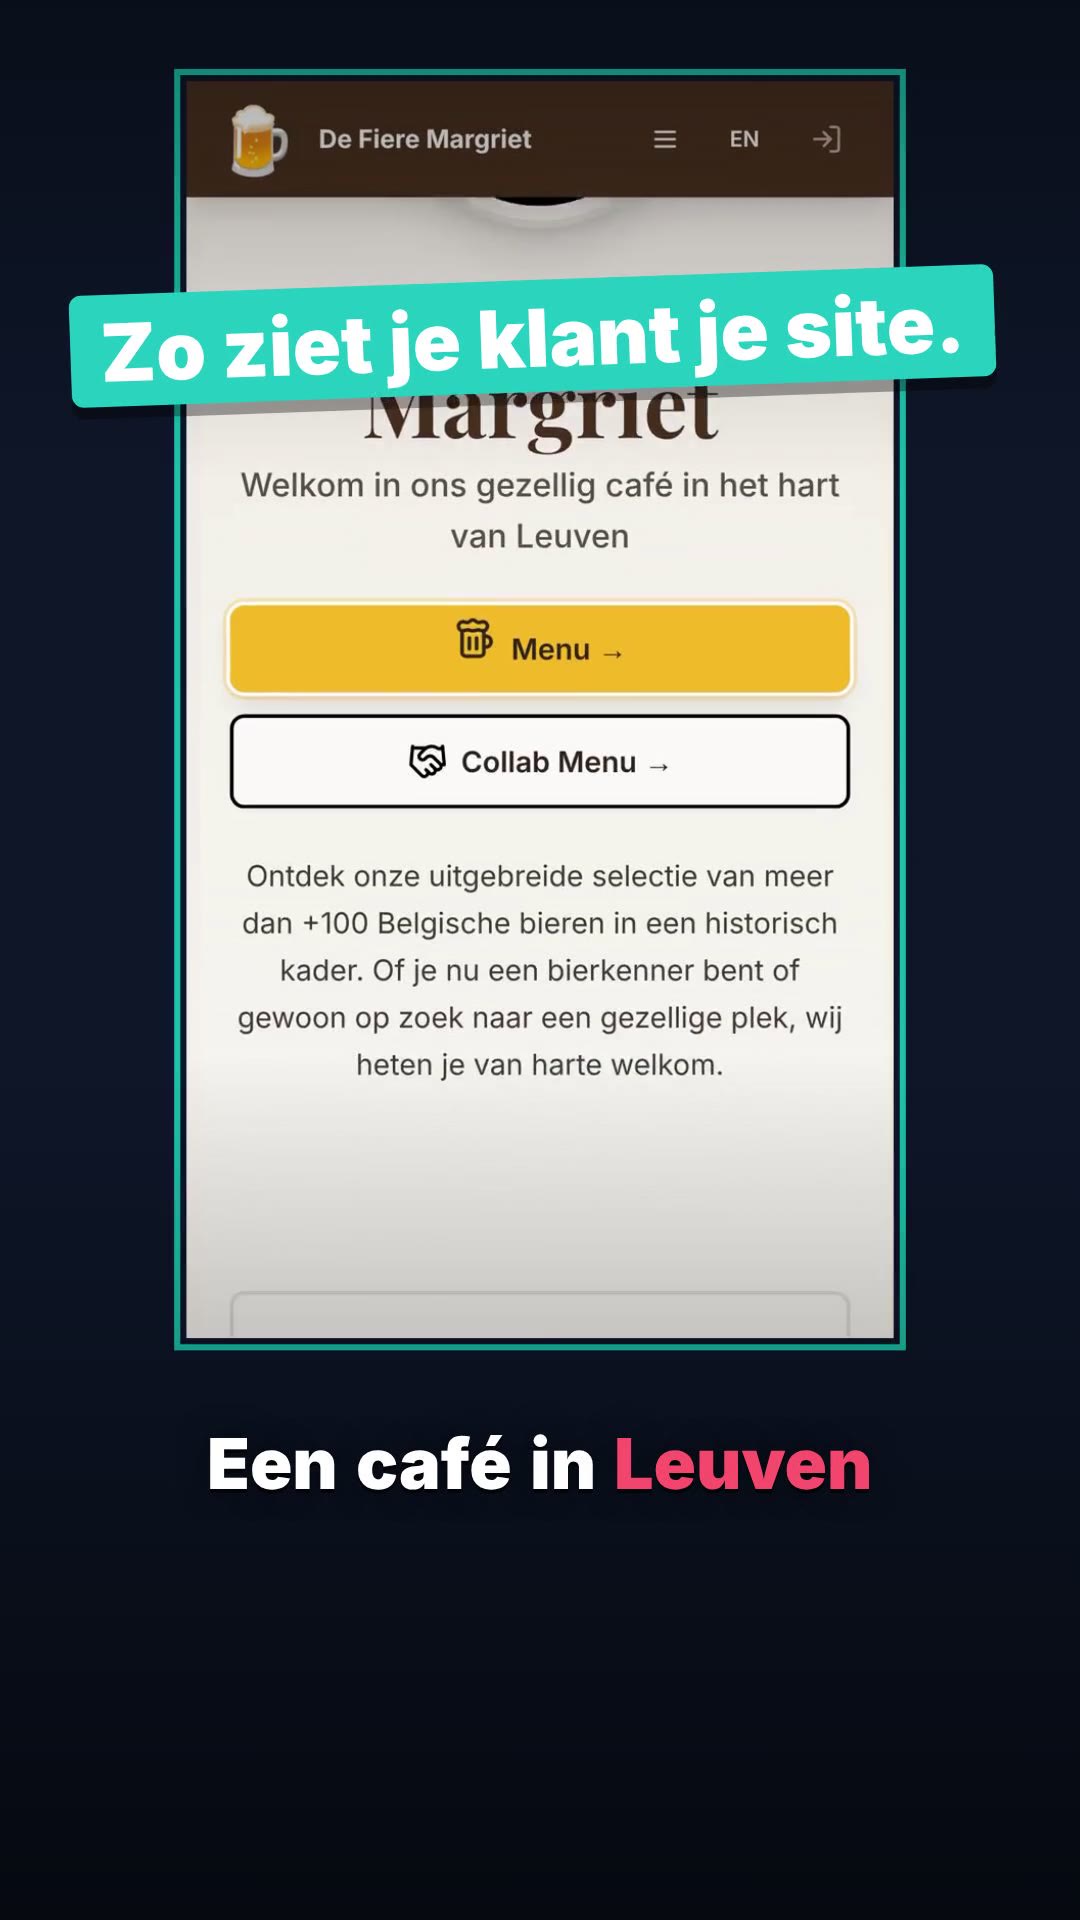 De Fiere Margriet
EN
Zo ziet je klant je site.
Margriet
Welkom in ons gezellig café in het hart
van Leuven
Menu →
Collab Menu →
Ontdek onze uitgebreide selectie van meer
dan +100 Belgische bieren in een historisch
kader. Of je nu een bierkenner bent of
gewoon op zoek naar een gezellige plek, wij
heten je van harte welkom.
Een café in Leuven